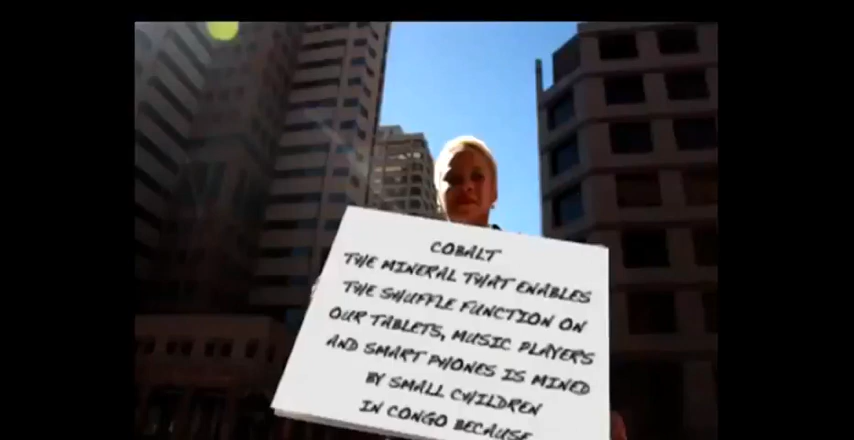 COBALT
THE MINERAL THAT ENABLES
THE SHUFFLE FUNCTION ON
OUR TABLETS, MUSIC PLAYERS
AND SMART PHONES IS MINED
BY SMALL CHILDREN
IN CONGO BECAUSE